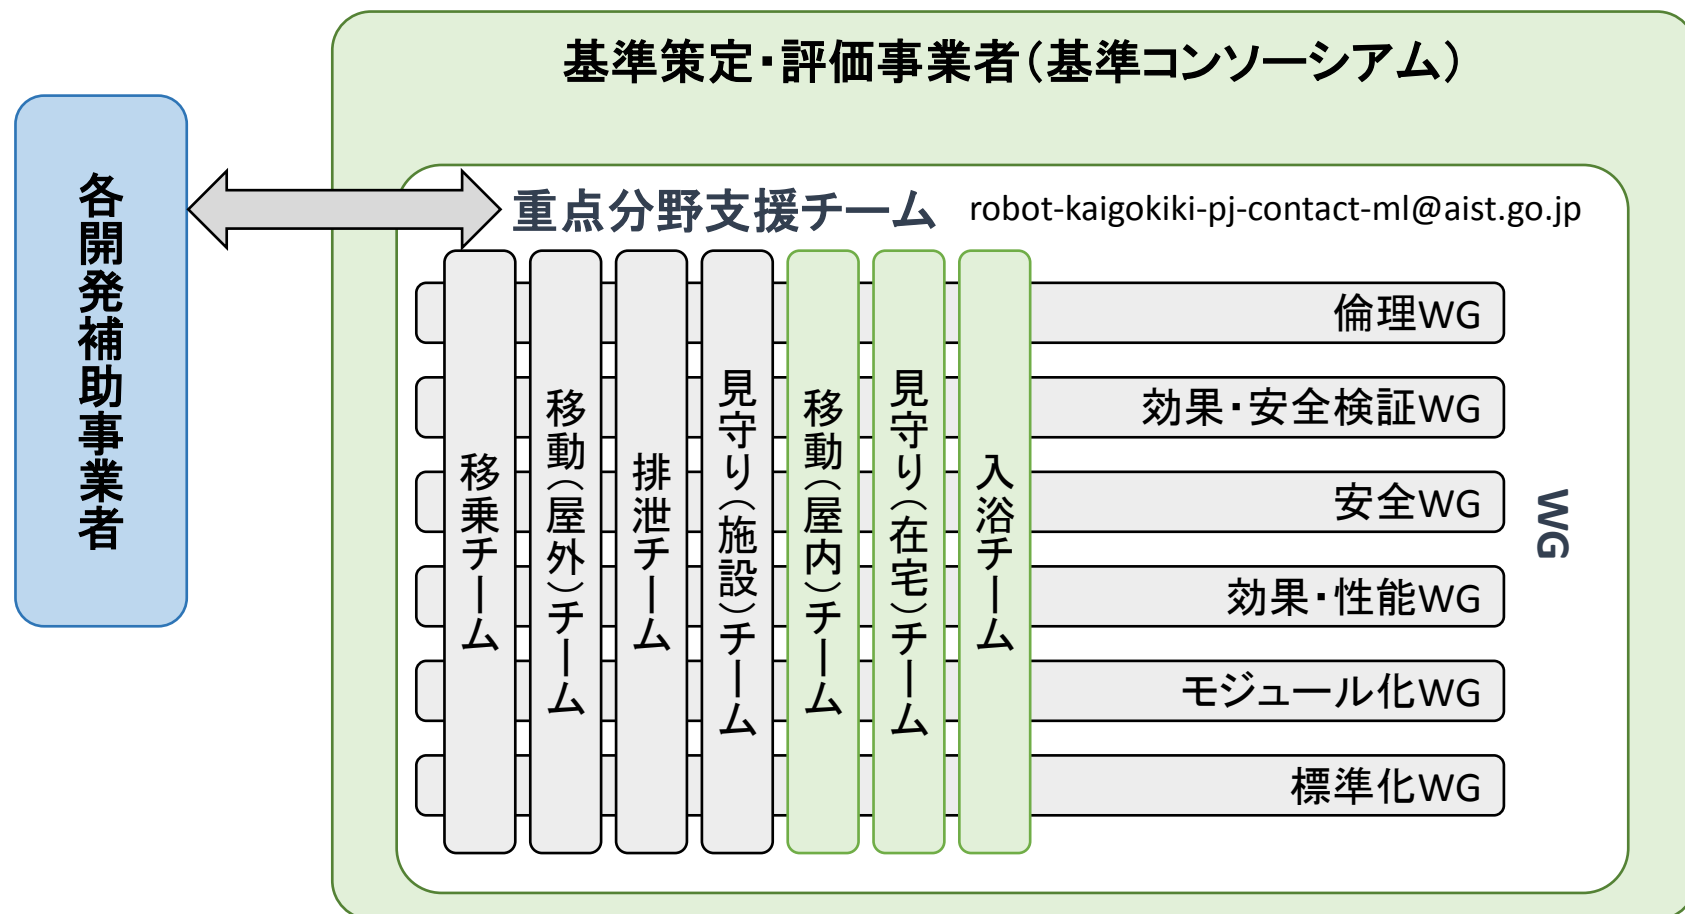 基準策定・評価事業者（基準コンソーシアム）
各開発補助事業者
重点分野支援チーム
robot-kaigokiki-pj-contact-ml@aist.go.jp
移乗チーム
移動（屋外）チーム
排泄チーム
見守り（施設）チーム
移動（屋内）チーム
見守り（在宅）チーム
入浴チーム
倫理WG
効果・安全検証WG
安全WG
効果・性能WG
モジュール化WG
標準化WG
WG